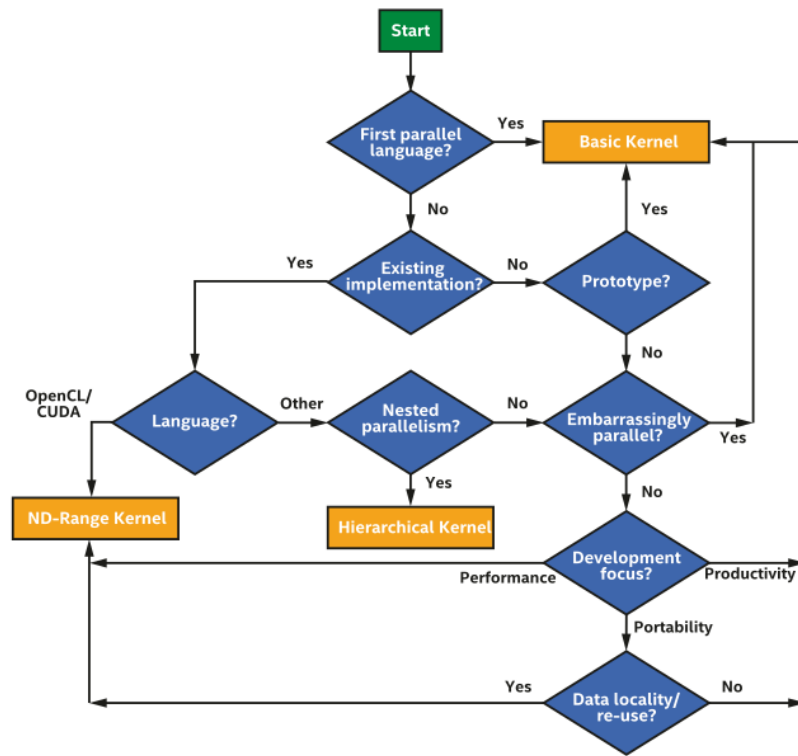 Start
First parallel
language?
Yes
Basic Kernel
No
Yes
Yes
Existing
implementation?
No
Prototype?
No
OpenCL/
CUDA
Language?
Other
Nested
parallelism?
No
Embarrassingly
parallel?
Yes
Yes
No
ND-Range Kernel
Hierarchical Kernel
Development
focus?
Performance
Productivity
Portability
Yes
Data locality/
re-use?
No